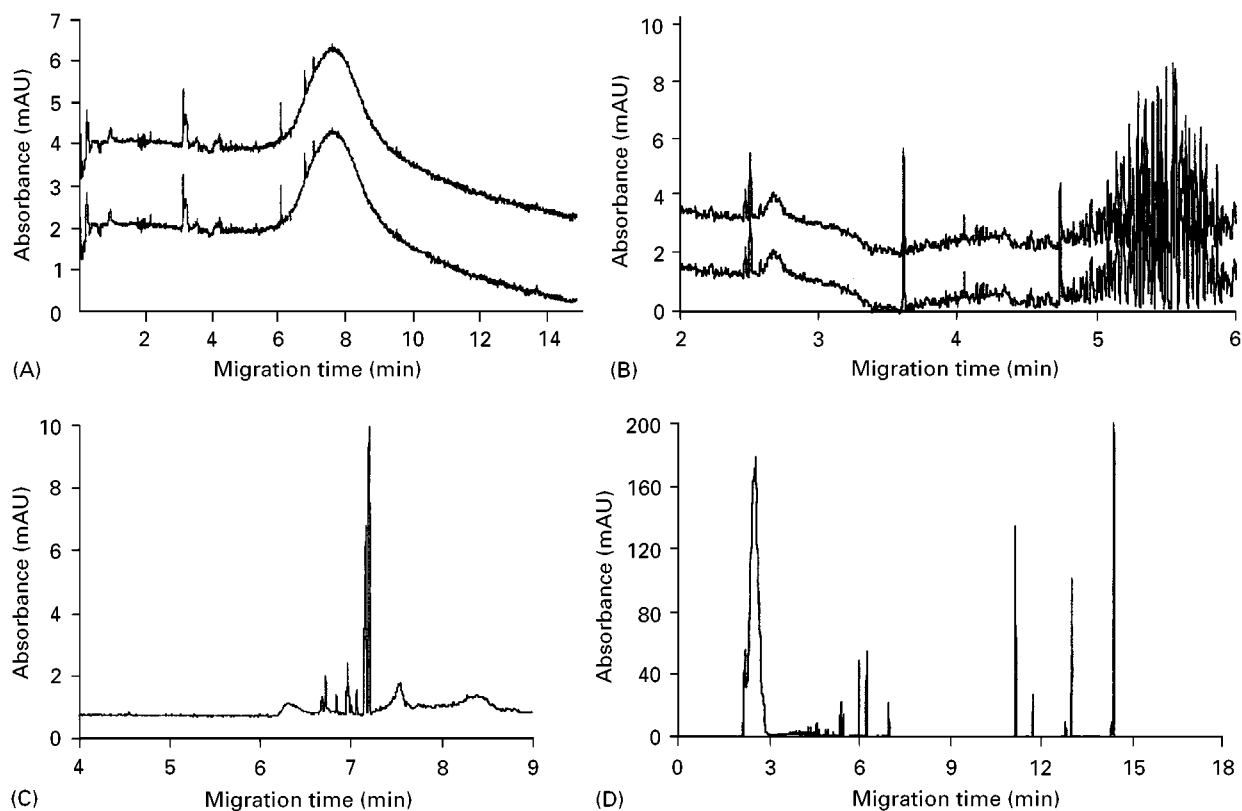 7
6
5
4
3
2
1
0
Absorbance (mAU)
2 4 6 8 10 12 14
Migration time (min)
(A)
10
8
6
4
2
0
Absorbance (mAU)
2 3 4 5 6
Migration time (min)
(B)
10
8
6
4
2
0
Absorbance (mAU)
4 5 6 7 8 9
Migration time (min)
(C)
200
160
120
80
40
0
Absorbance (mAU)
0 3 6 9 12 15 18
Migration time (min)
(D)